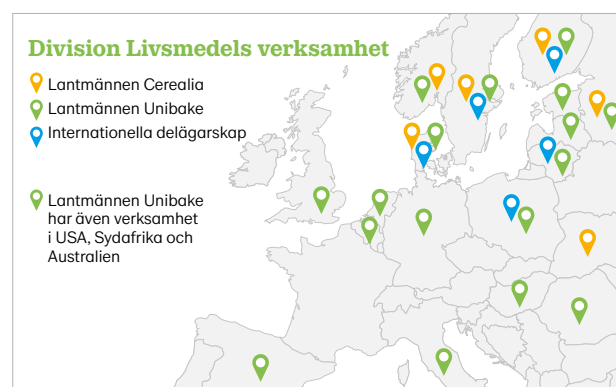 Division Livsmedels verksamhet
Lantmännen Cerealia
Lantmännen Unibake
Internationella delägarskap
Lantmännen Unibake
har även verksamhet
i USA, Sydafrika och
Australien